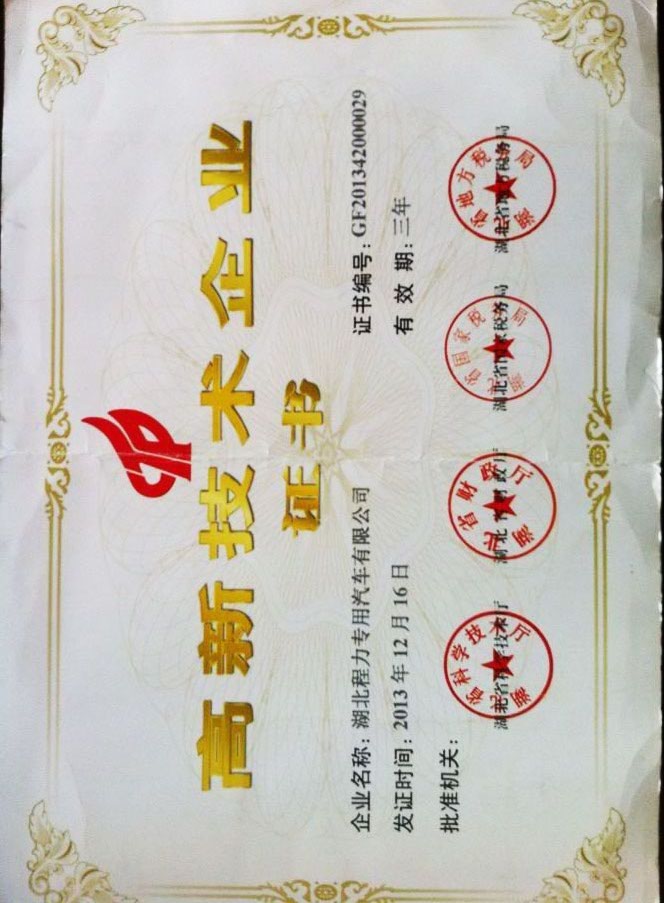 高新技术企业
证书
企业名称：湖北程力专用汽车有限公司
证书编号：GF201342000029
发证时间：2013年12月16日
有效期：三年
批准机关：
湖北省科学技术厅
湖北省财政厅
湖北省国家税务局
湖北省地方税务局